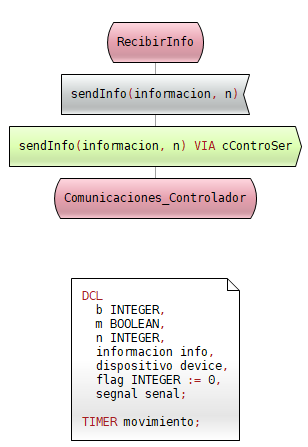 RecibirInfo
sendInfo(informacion, n)
sendInfo(informacion, n) VIA cControSer
Comunicaciones_Controlador
DCL
b INTEGER,
m BOOLEAN,
n INTEGER,
informacion info,
dispositivo device,
flag INTEGER := 0,
segnal senal;
TIMER movimiento;